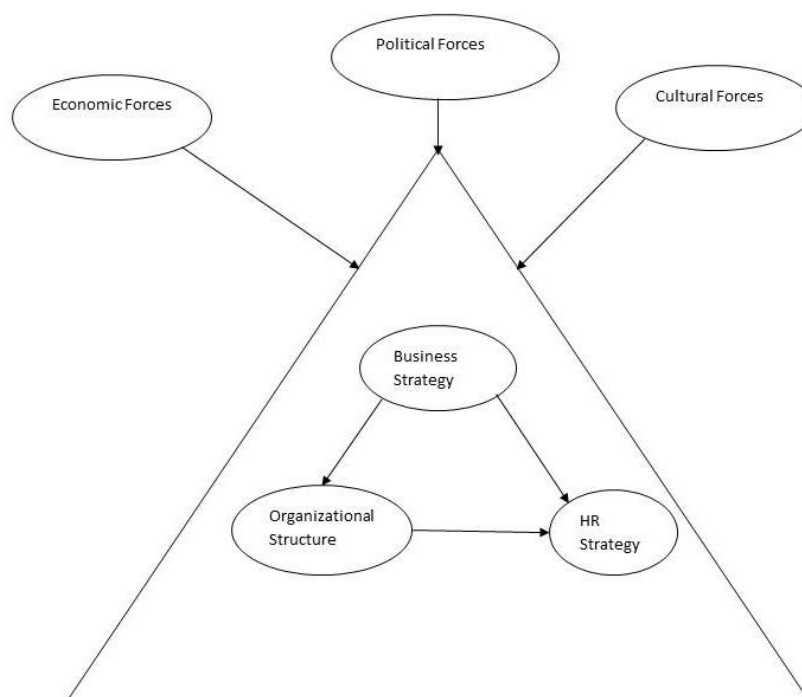 Political Forces
Economic Forces
Cultural Forces
Business
Strategy
Organizational
Structure
HR
Strategy